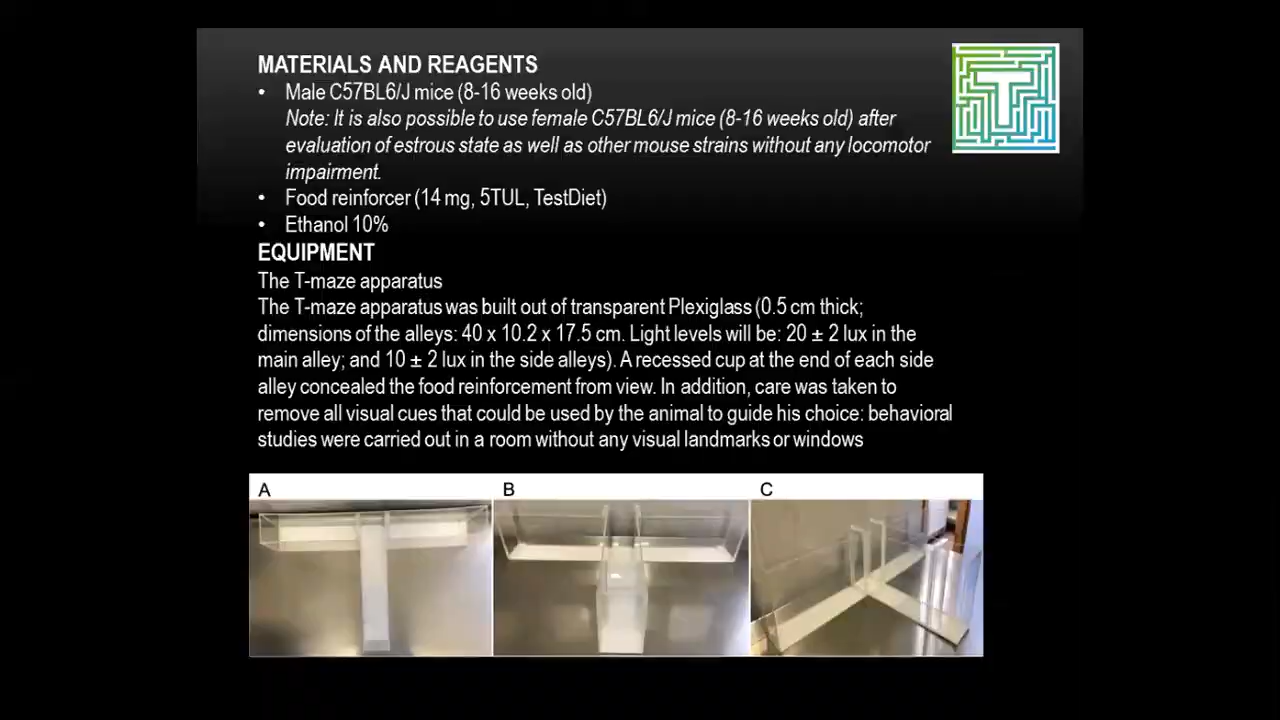 MATERIALS AND REAGENTS
• Male C57BL6/J mice (8-16 weeks old)
Note: It is also possible to use female C57BL6/J mice (8-16 weeks old) after
evaluation of estrous state as well as other mouse strains without any locomotor
impairment.
• Food reinforcer (14 mg, 5TUL, TestDiet)
• Ethanol 10%
EQUIPMENT
The T-maze apparatus
The T-maze apparatus was built out of transparent Plexiglass (0.5 cm thick;
dimensions of the alleys: 40 x 10.2 x 17.5 cm. Light levels will be: 20 ± 2 lux in the
main alley; and 10 ± 2 lux in the side alleys). A recessed cup at the end of each side
alley concealed the food reinforcement from view. In addition, care was taken to
remove all visual cues that could be used by the animal to guide his choice: behavioral
studies were carried out in a room without any visual landmarks or windows
A B C
T